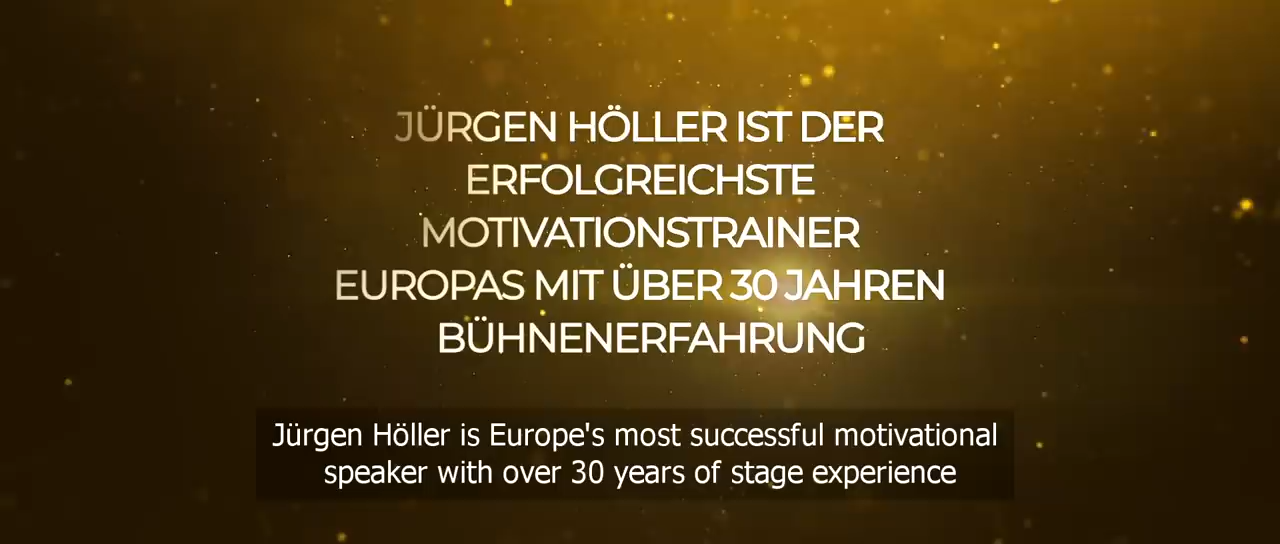 JÜRGEN HÖLLER IST DER
ERFOLGREICHSTE
MOTIVATIONSTRAINER
EUROPAS MIT ÜBER 30 JAHREN
BÜHNENERFAHRUNG
Jürgen Höller is Europe's most successful motivational
speaker with over 30 years of stage experience